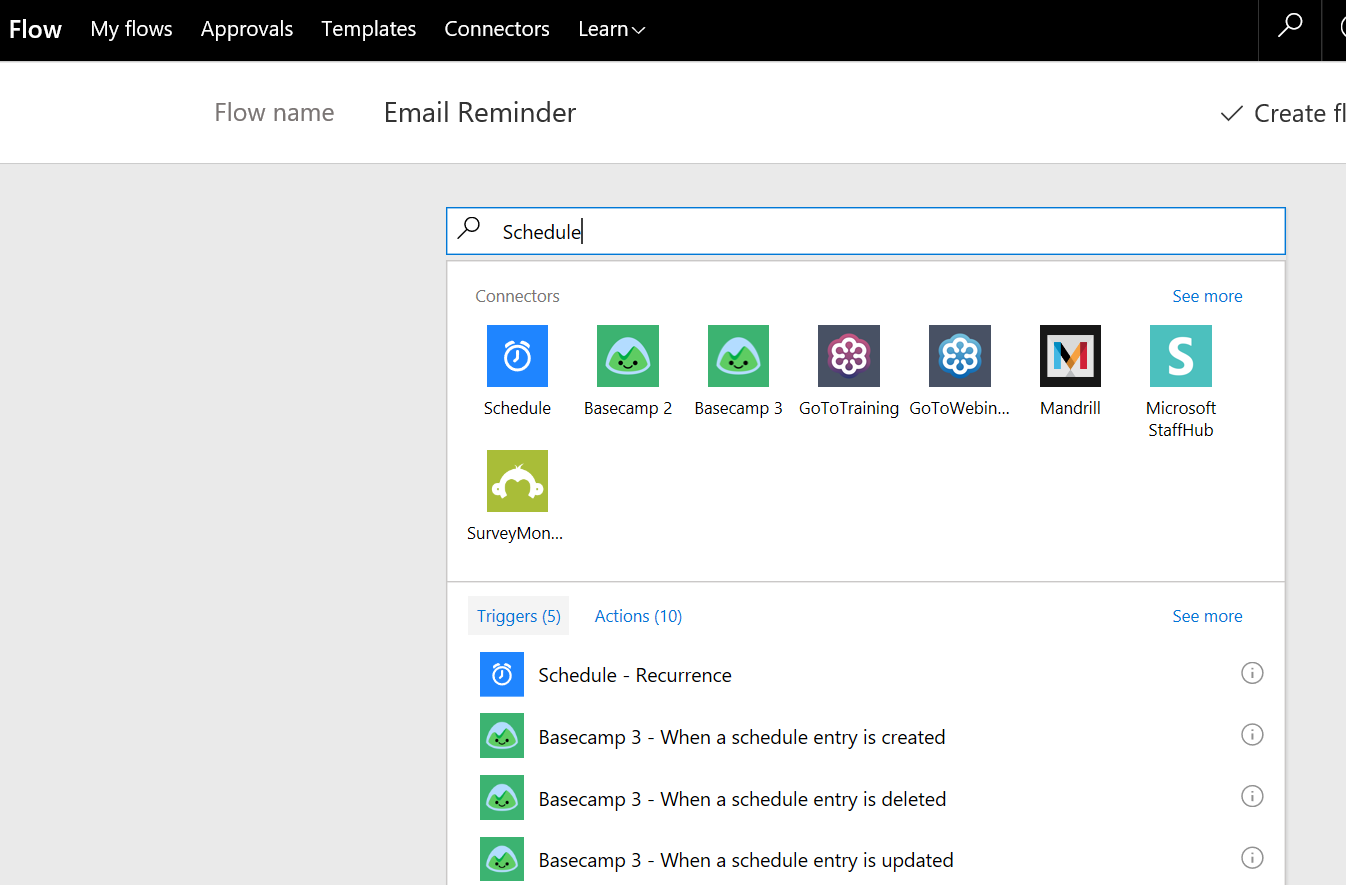 Flow My flows Approvals Templates Connectors Learn
Flow name Email Reminder Create fl
Schedule
Connectors See more
Schedule Basecamp 2 Basecamp 3 GoToTraining GoToWebin... Mandrill Microsoft
StaffHub
SurveyMon...
Triggers (5) Actions (10) See more
Schedule - Recurrence
Basecamp 3 - When a schedule entry is created
Basecamp 3 - When a schedule entry is deleted
Basecamp 3 - When a schedule entry is updated